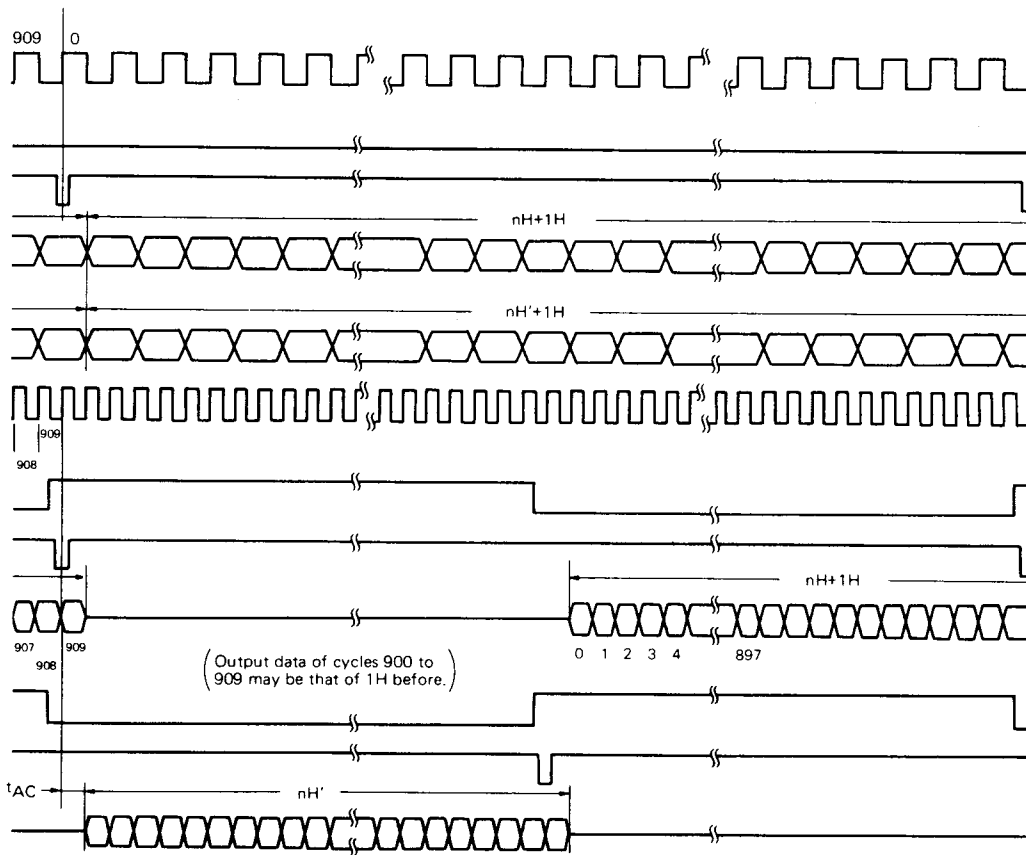 909 0
nH+1H
nH'+1H
909
908
nH+1H
907 909
908
0 1 2 3 4 897
(Output data of cycles 900 to
909 may be that of 1H before.)
tAC
nH'